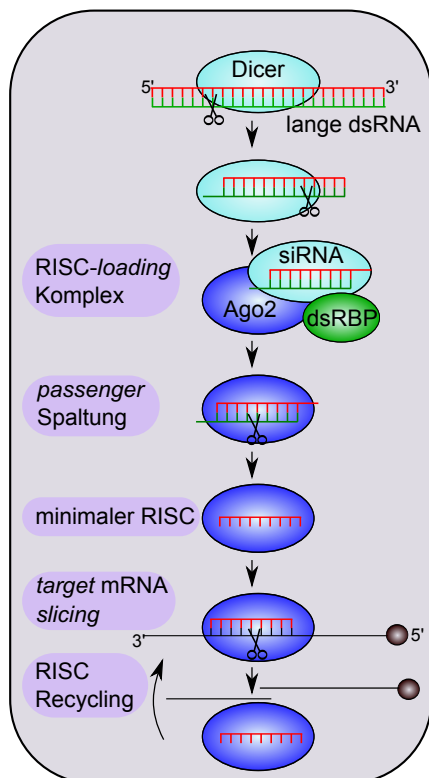 Dicer
5' 3'
lange dsRNA
siRNA
RISC-loading
Komplex
Ago2
dsRBP
passenger
Spaltung
minimaler RISC
target mRNA
slicing
3' 5'
RISC
Recycling